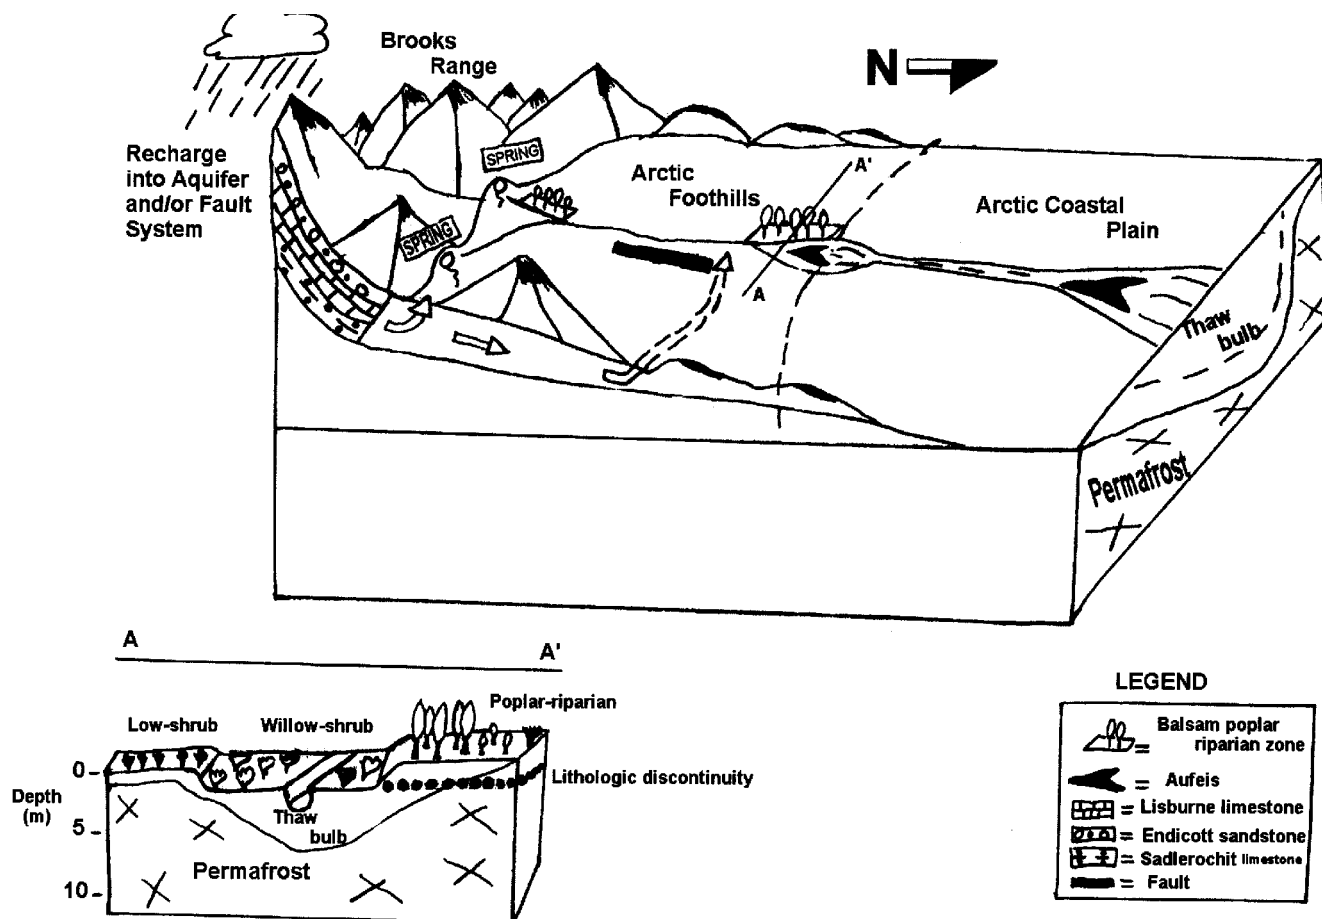 Brooks
Range
N
Recharge
into Aquifer
and/or Fault
System
SPRING
SPRING
Arctic
Foothills
A'
A
Arctic Coastal
Plain
Thaw
bulb
Permafrost
A
A'
Low-shrub
Willow-shrub
Poplar-riparian
0
Depth
(m)
5
10
Lithologic discontinuity
Thaw
bulb
Permafrost
LEGEND
= Balsam poplar
riparian zone
= Aufeis
= Lisburne limestone
= Endicott sandstone
= Sadlerochit limestone
= Fault